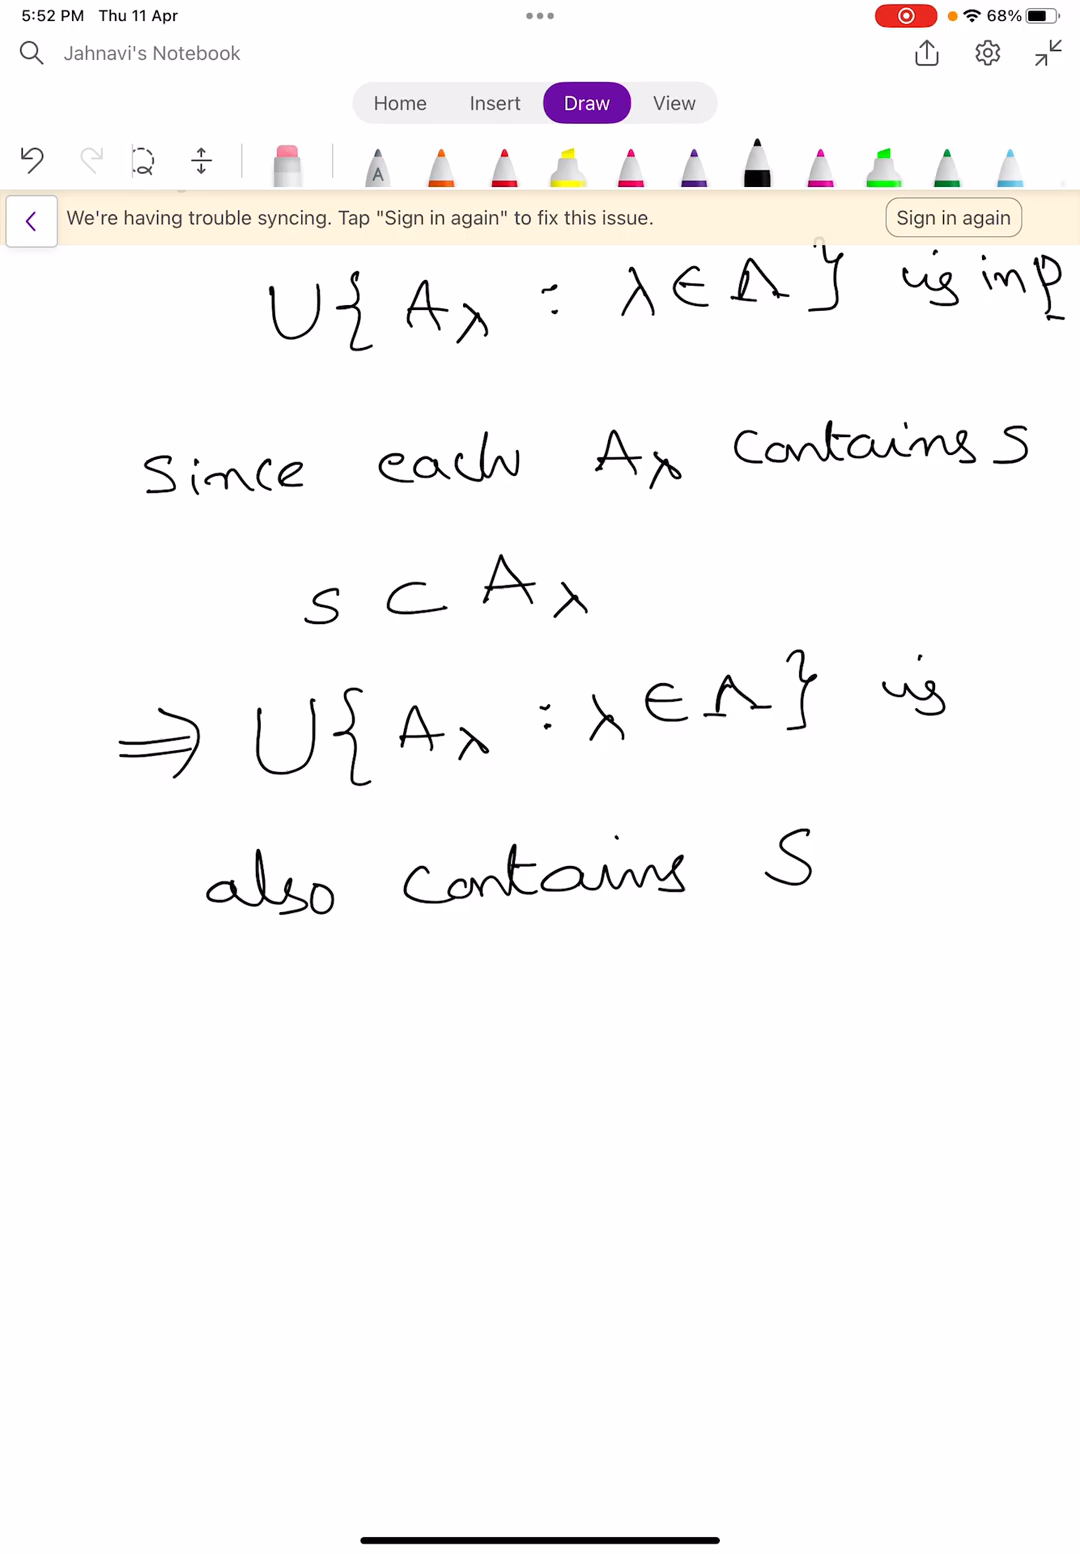 5:52 PM Thu 11 Apr
68%
Jahnavi's Notebook
Home Insert Draw View
A
We're having trouble syncing. Tap "Sign in again" to fix this issue. Sign in again
U{ Aλ : λ ∈ Λ } is in P
Since each Aλ contains S
S ⊂ Aλ
⇒ U{ Aλ : λ ∈ Λ } is
also contains S